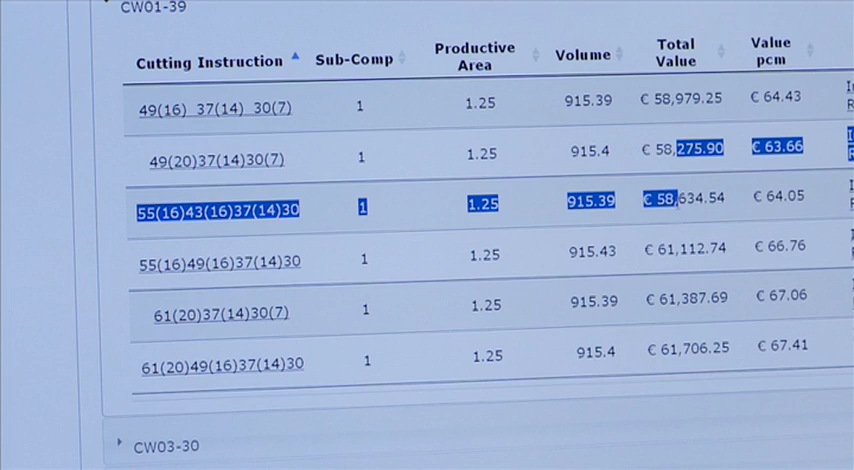 CW01-39
Cutting Instruction Sub-Comp Productive Area Volume Total Value Value pcm
49(16)_37(14)_30(7) 1 1.25 915.39 € 58,979.25 € 64.43
49(20)37(14)30(7) 1 1.25 915.4 € 58,275.90 € 63.66
55(16)43(16)37(14)30 1 1.25 915.39 € 58,634.54 € 64.05
55(16)49(16)37(14)30 1 1.25 915.43 € 61,112.74 € 66.76
61(20)37(14)30(7) 1 1.25 915.39 € 61,387.69 € 67.06
61(20)49(16)37(14)30 1 1.25 915.4 € 61,706.25 € 67.41
CW03-30